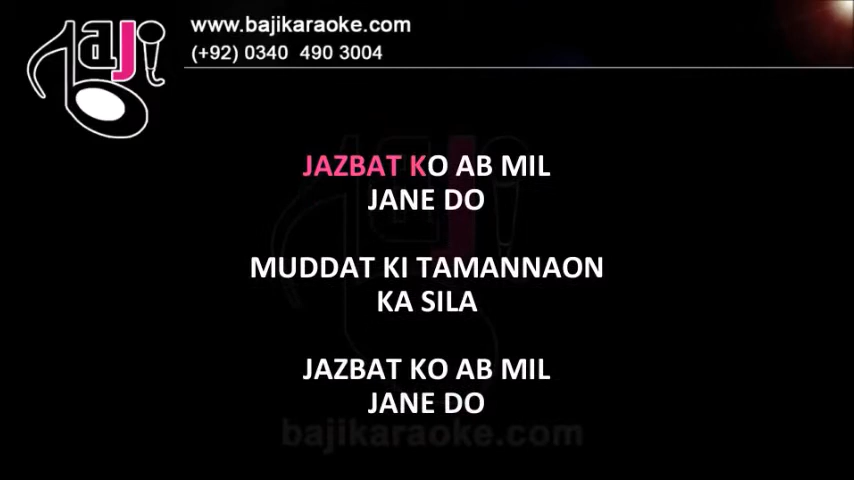 www.bajikaraoke.com
(+92) 0340 490 3004
aji
JAZBAT KO AB MIL
JANE DO
MUDDAT KI TAMANNAON
KA SILA
JAZBAT KO AB MIL
JANE DO
bajikaraoke.com